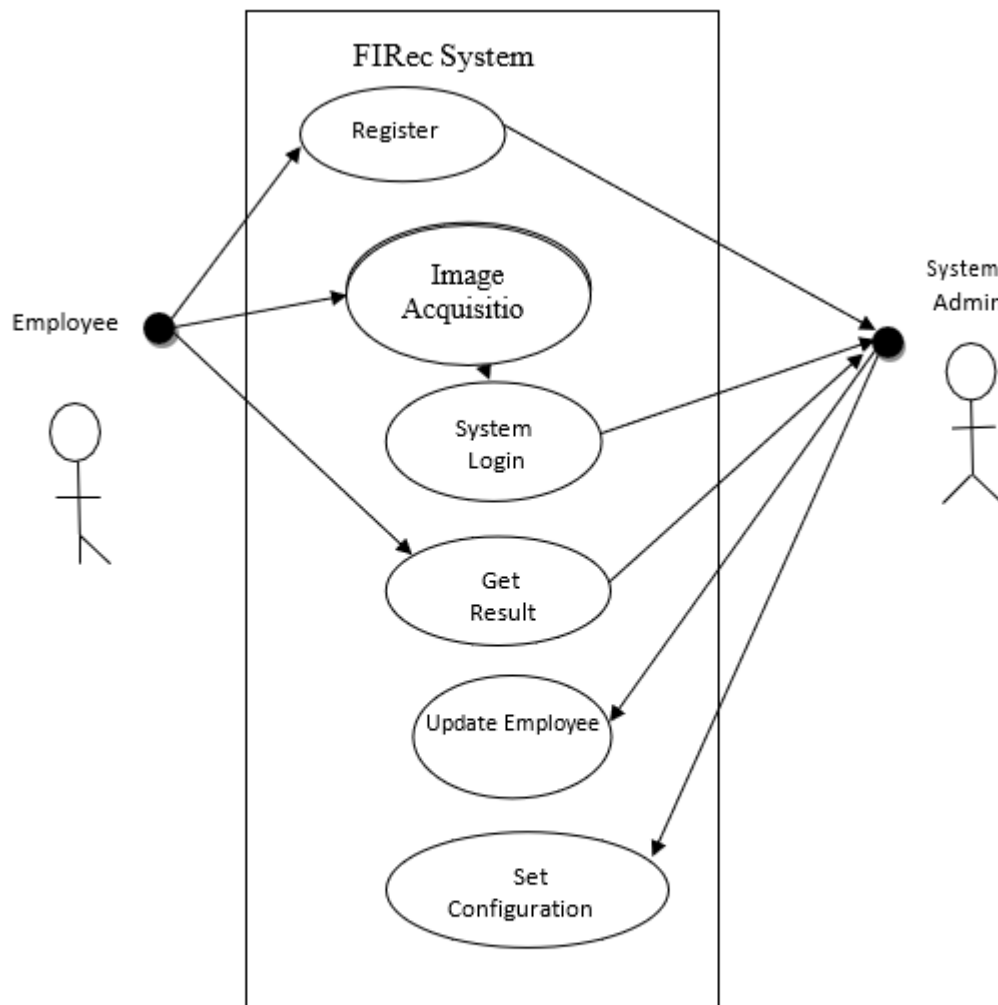 FIRec System
Register
Image
Acquisitio
Employee
System
Admin
System
Login
Get
Result
Update Employee
Set
Configuration